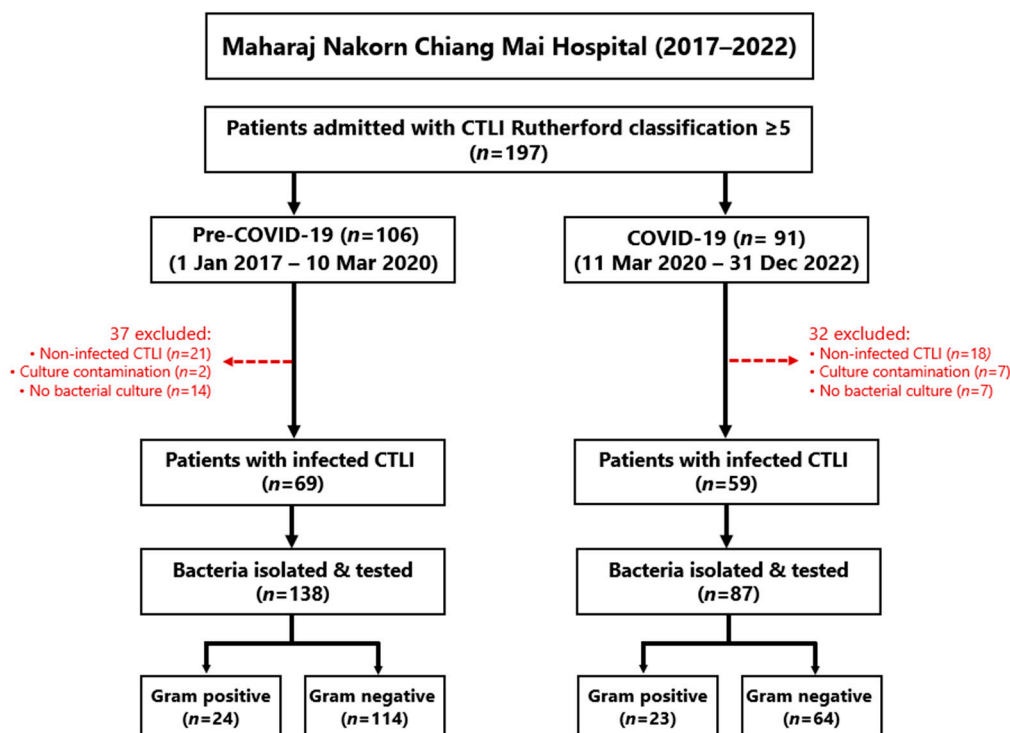 Maharaj Nakorn Chiang Mai Hospital (2017–2022)
Patients admitted with CTLI Rutherford classification ≥5
(n=197)
Pre-COVID-19 (n=106)
(1 Jan 2017 – 10 Mar 2020)
COVID-19 (n= 91)
(11 Mar 2020 – 31 Dec 2022)
37 excluded:
• Non-infected CTLI (n=21)
• Culture contamination (n=2)
• No bacterial culture (n=14)
32 excluded:
• Non-infected CTLI (n=18)
• Culture contamination (n=7)
• No bacterial culture (n=7)
Patients with infected CTLI
(n=69)
Patients with infected CTLI
(n=59)
Bacteria isolated & tested
(n=138)
Bacteria isolated & tested
(n=87)
Gram positive
(n=24)
Gram negative
(n=114)
Gram positive
(n=23)
Gram negative
(n=64)